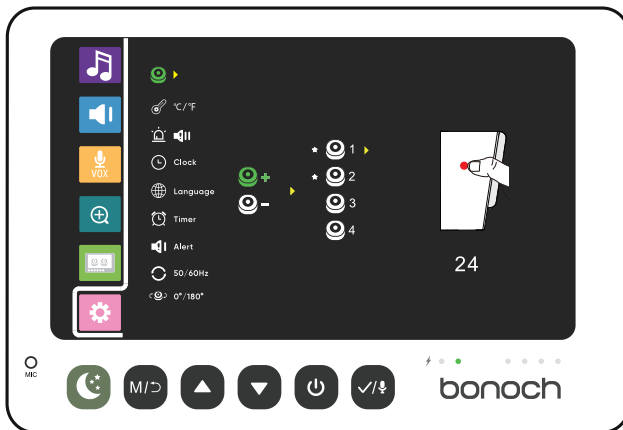 °C/°F
Clock
VOX
Language
Timer
Alert
50/60Hz
0°/180°
1
2
3
4
24
MIC
M/
/
bonoch